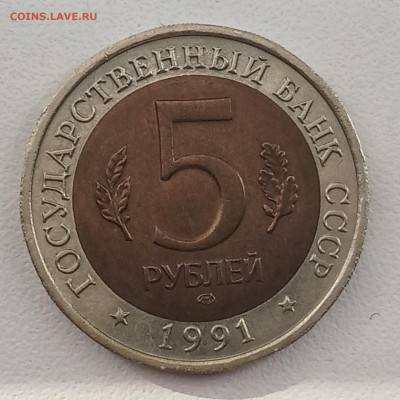 COINS.LAVE.RU
ГОСУДАРСТВЕННЫЙ БАНК СССР
5
РУБЛЕЙ
1991